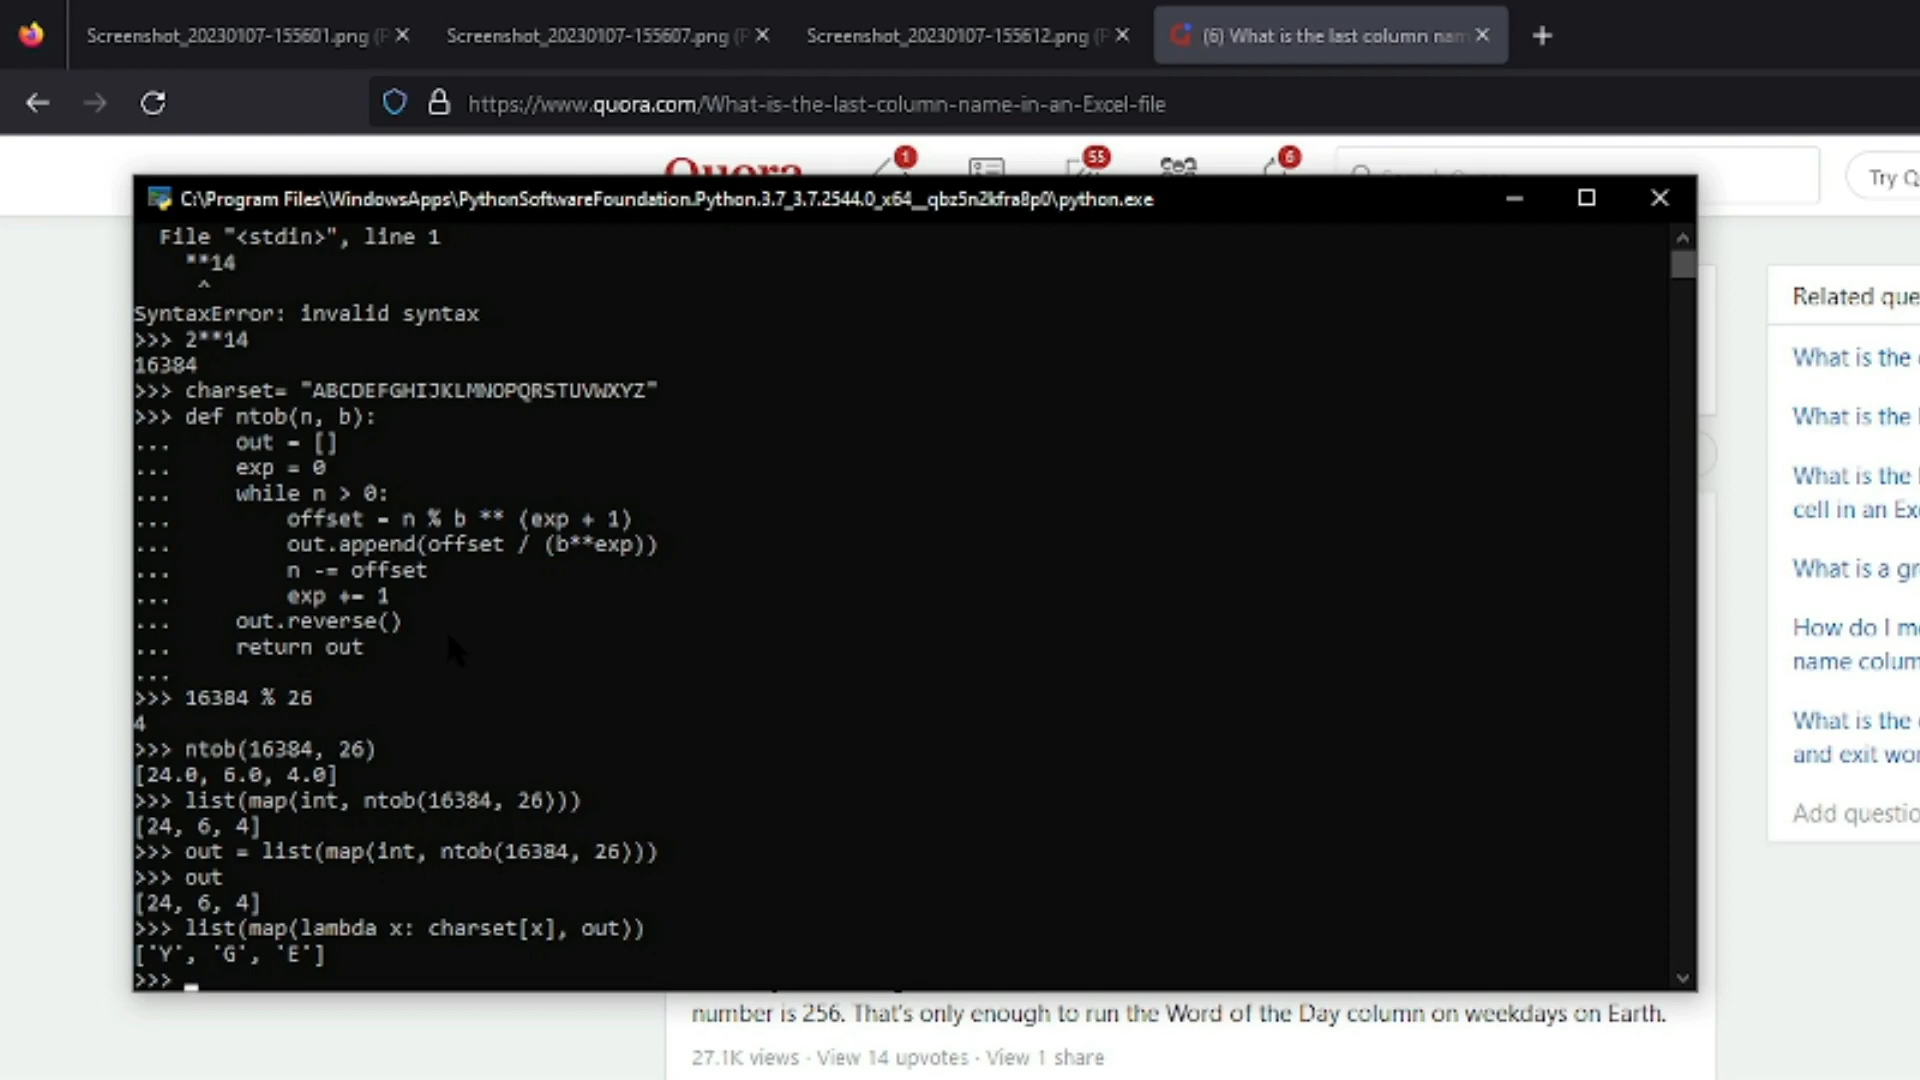 Screenshot_20230107-155601.png (P
Screenshot_20230107-155607.png (P
Screenshot_20230107-155612.png (P
(6) What is the last column nam
https://www.quora.com/What-is-the-last-column-name-in-an-Excel-file
Quora
1
55
6
Try Q
C:\Program Files\WindowsApps\PythonSoftwareFoundation.Python.3.7_3.7.2544.0_x64__qbz5n2kfra8p0\python.exe
File "<stdin>", line 1
**14
^
SyntaxError: invalid syntax
>>> 2**14
16384
>>> charset= "ABCDEFGHIJKLMNOPQRSTUVWXYZ"
>>> def ntob(n, b):
...     out = []
...     exp = 0
...     while n > 0:
...         offset = n % b ** (exp + 1)
...         out.append(offset / (b**exp))
...         n -= offset
...         exp += 1
...     out.reverse()
...     return out
...
>>> 16384 % 26
4
>>> ntob(16384, 26)
[24.0, 6.0, 4.0]
>>> list(map(int, ntob(16384, 26)))
[24, 6, 4]
>>> out = list(map(int, ntob(16384, 26)))
>>> out
[24, 6, 4]
>>> list(map(lambda x: charset[x], out))
['Y', 'G', 'E']
>>>
number is 256. That's only enough to run the Word of the Day column on weekdays on Earth.
27.1K views · View 14 upvotes · View 1 share
Related que
What is the
What is the
What is the
cell in an Ex
What is a gr
How do I m
name colum
What is the
and exit wor
Add questio